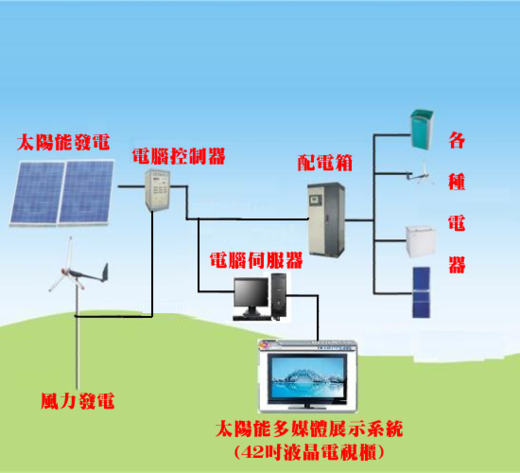 太陽能發電
電腦控制器
配電箱
各
種
電
器
電腦伺服器
風力發電
太陽能多媒體展示系統
(42吋液晶電視櫃)